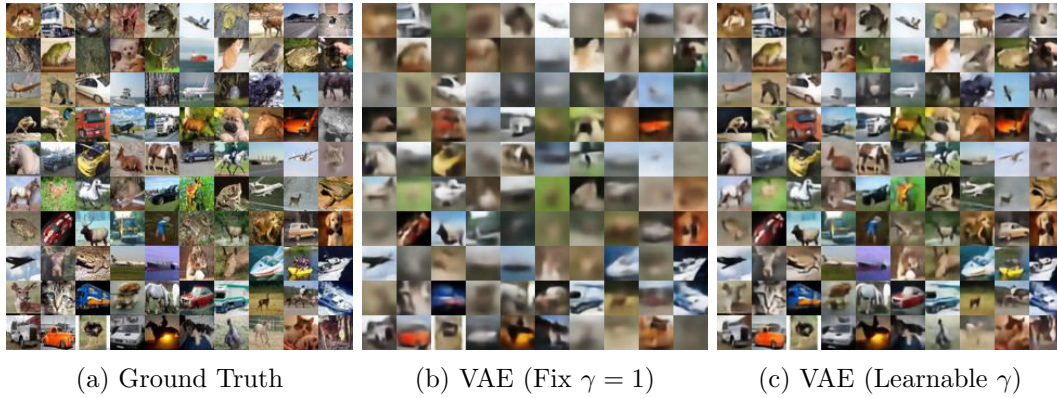 (a) Ground Truth
(b) VAE (Fix γ = 1)
(c) VAE (Learnable γ)